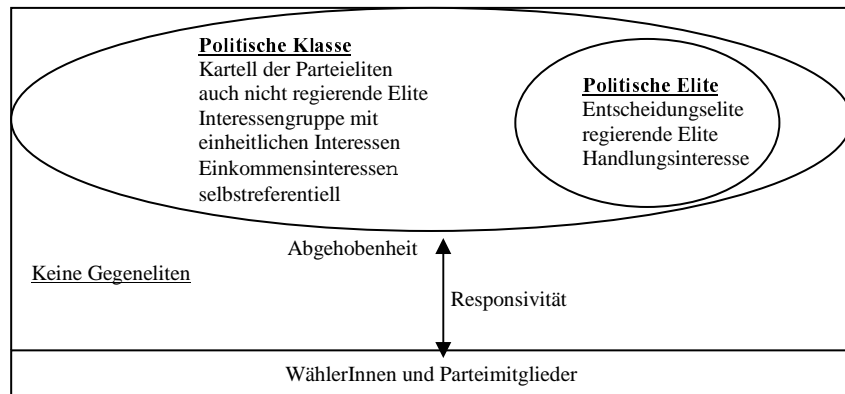 Politische Klasse
Kartell der Parteieliten
auch nicht regierende Elite
Interessengruppe mit
einheitlichen Interessen
Einkommensinteressen
selbstreferentiell
Politische Elite
Entscheidungselite
regierende Elite
Handlungsinteresse
Abgehobenheit
Keine Gegeneliten
Responsivität
WählerInnen und Parteimitglieder